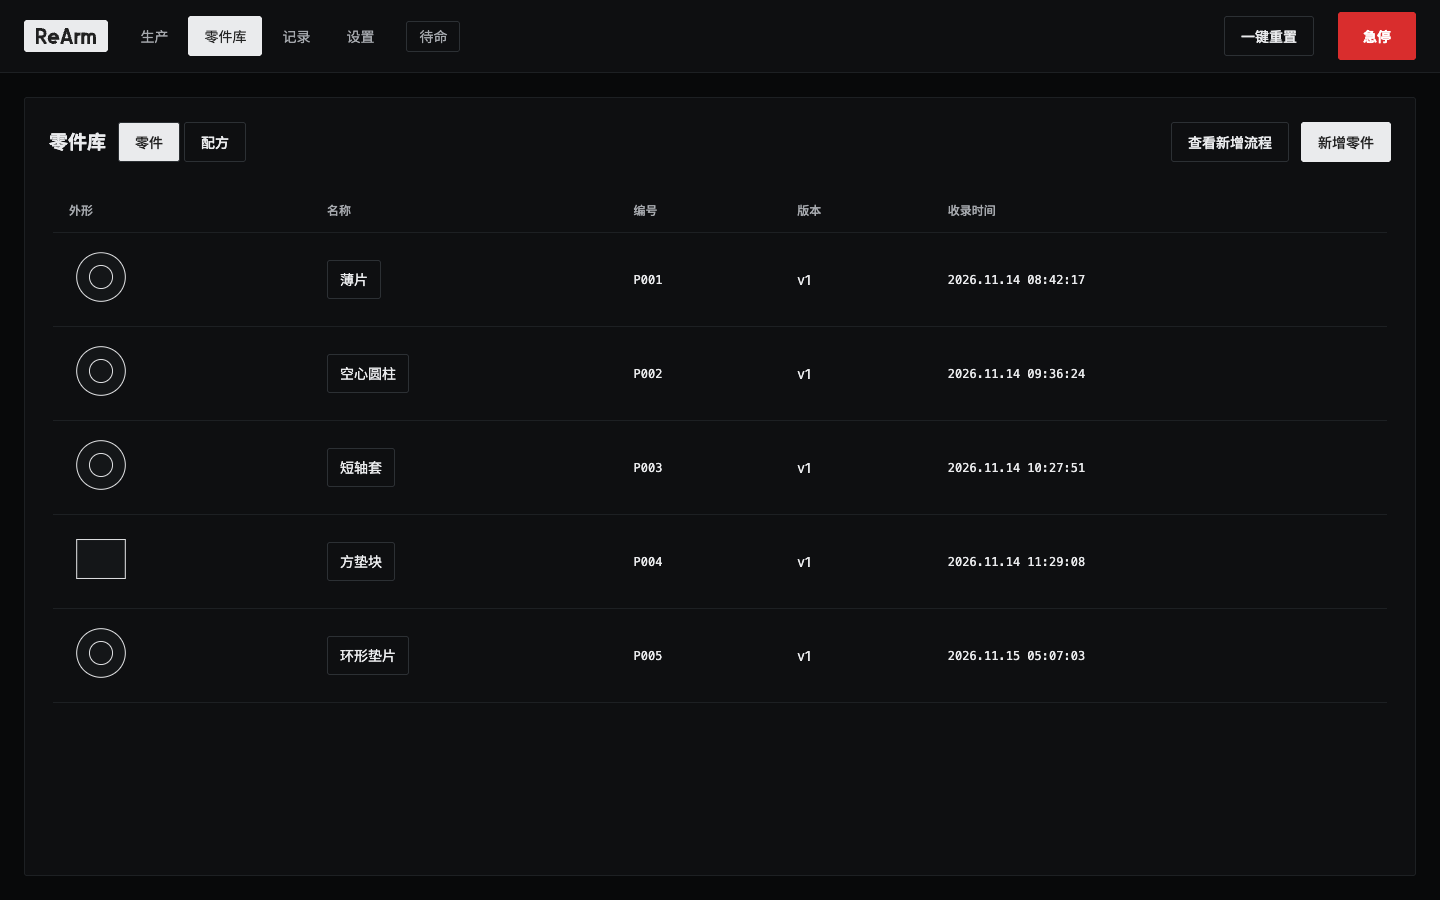 ReArm 生产 零件库 记录 设置 待命 一键重置 急停
零件库 零件 配方 查看新增流程 新增零件
外形 名称 编号 版本 收录时间
薄片 P001 v1 2026.11.14 08:42:17
空心圆柱 P002 v1 2026.11.14 09:36:24
短轴套 P003 v1 2026.11.14 10:27:51
方垫块 P004 v1 2026.11.14 11:29:08
环形垫片 P005 v1 2026.11.15 05:07:03